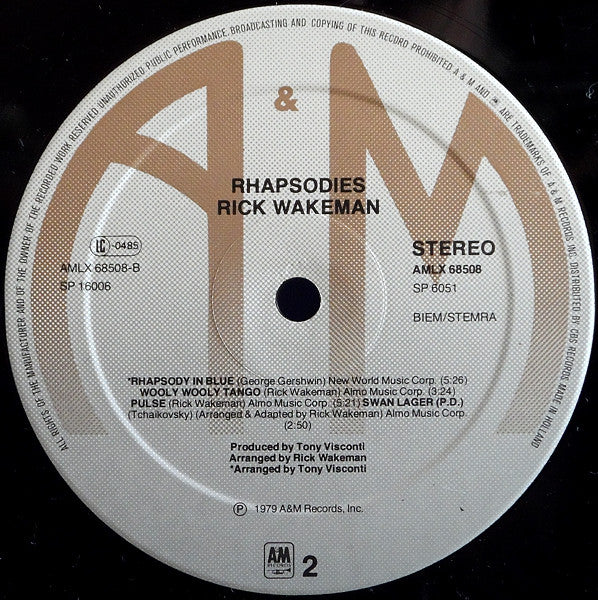 ALL RIGHTS OF THE MANUFACTURER AND OF THE OWNER OF THE RECORDED WORK RESERVED UNAUTHORIZED PUBLIC PERFORMANCE, BROADCASTING AND COPYING OF THIS RECORD PROHIBITED A & M AND ARE TRADEMARKS OF A & M RECORDS INC. DISTRIBUTED BY CBS RECORDS MADE IN HOLLAND
A & M
RHAPSODIES
RICK WAKEMAN
LC -0485
AMLX 68508-B
SP 16006
STEREO
AMLX 68508
SP 6051
BIEM/STEMRA
*RHAPSODY IN BLUE (George Gershwin) New World Music Corp. (5:26)
WOOLY WOOLY TANGO (Rick Wakeman) Almo Music Corp. (3:24)
PULSE (Rick Wakeman) Almo Music Corp. (5:21) SWAN LAGER (P.D.)
(Tchaikovsky) (Arranged & Adapted by Rick Wakeman) Almo Music Corp.
(2:50)
Produced by Tony Visconti
Arranged by Rick Wakeman
*Arranged by Tony Visconti
Ⓟ 1979 A&M Records, Inc.
A&M
RECORDS
2